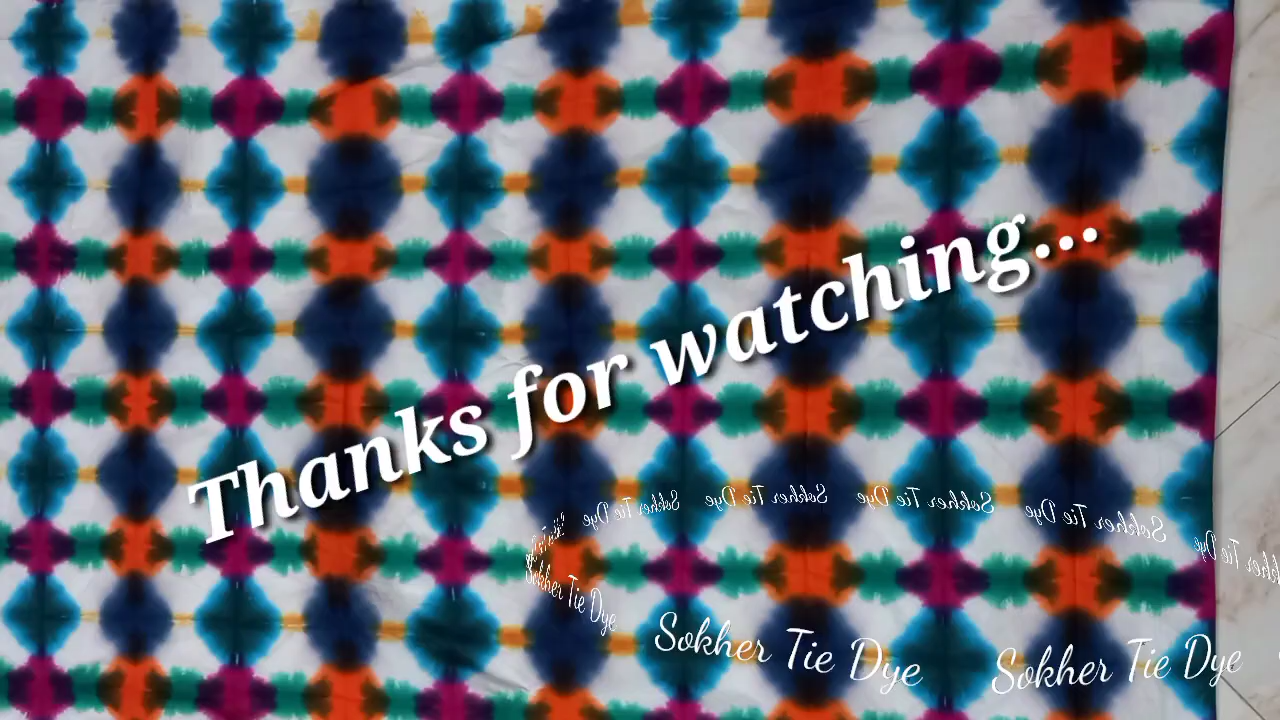 Thanks for watching...
Sokher Tie Dye Sokher Tie Dye Sokher Tie Dye Sokher Tie Dye
Sokher Tie Dye
Sokher Tie Dye Sokher Tie Dye